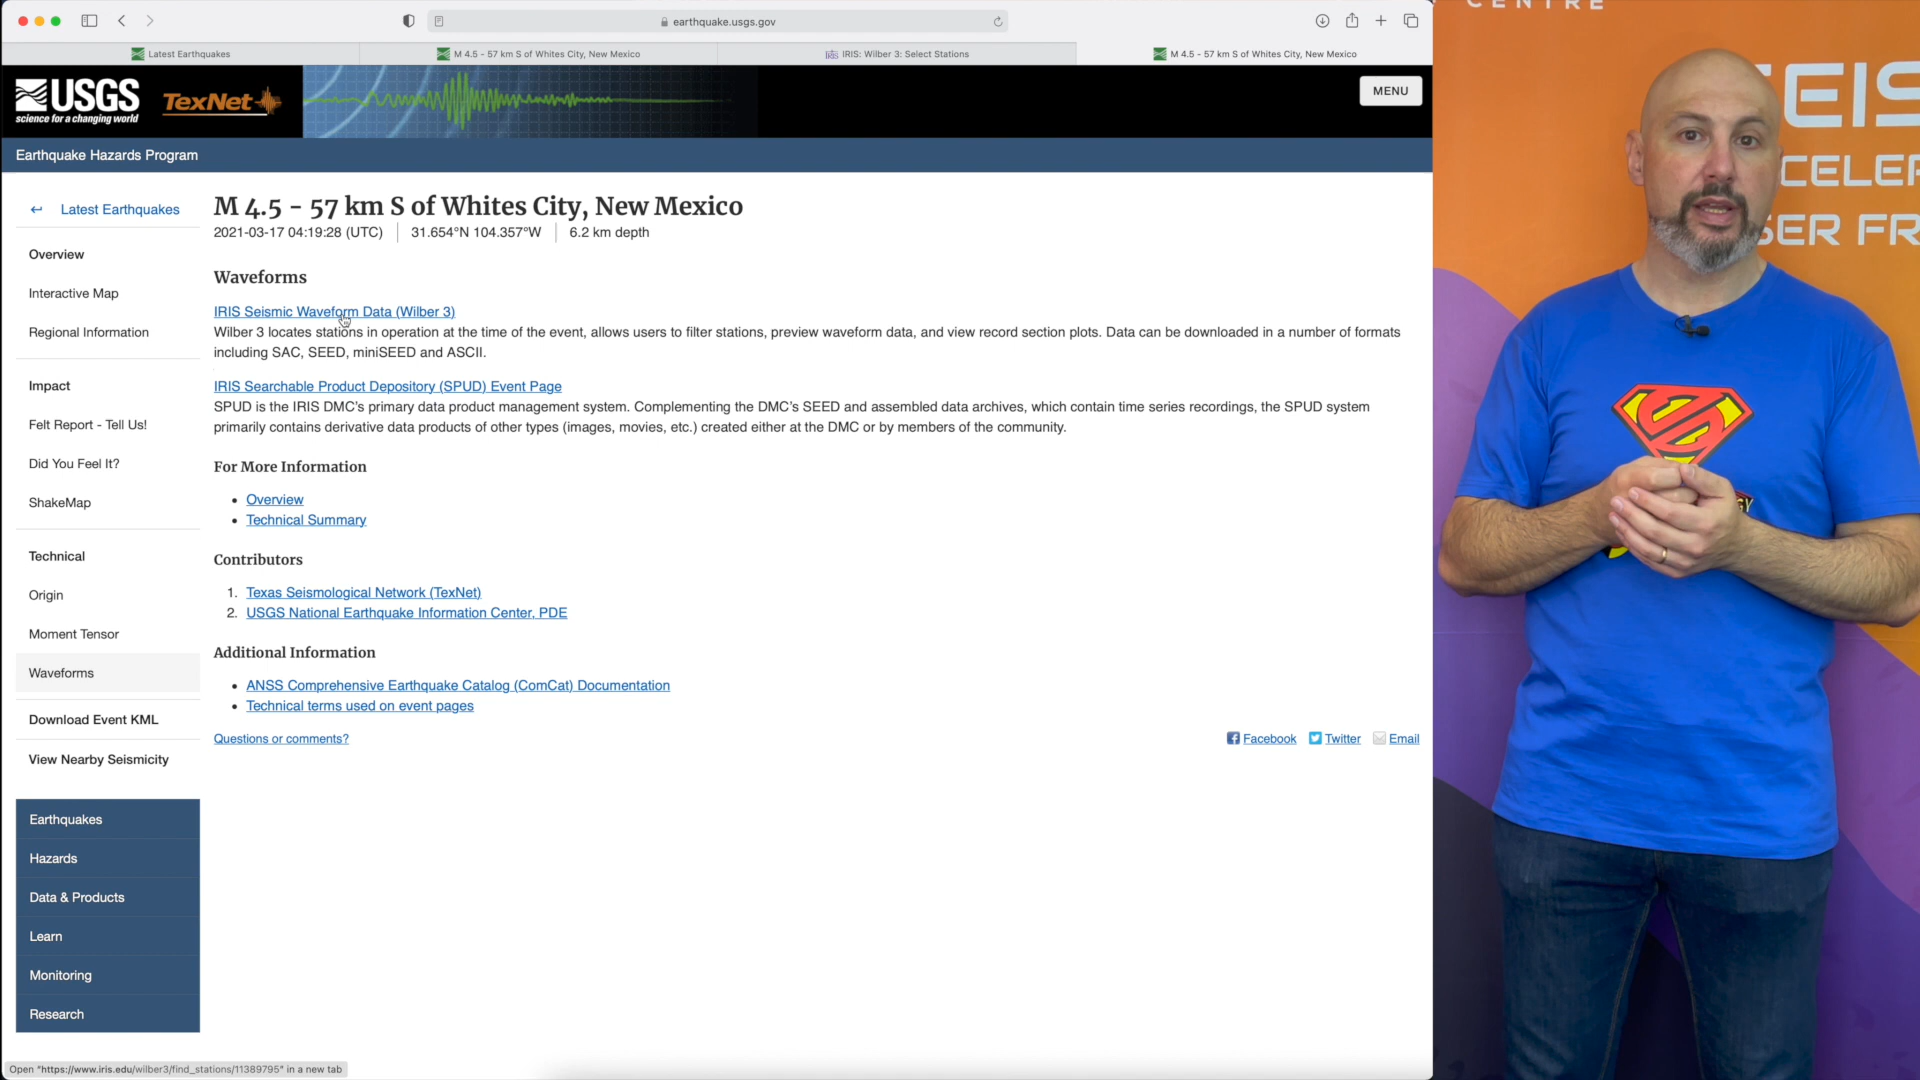 earthquake.usgs.gov
Latest Earthquakes
M 4.5 - 57 km S of Whites City, New Mexico
IRIS: Wilber 3: Select Stations
M 4.5 - 57 km S of Whites City, New Mexico
USGS
science for a changing world
TexNet
MENU
Earthquake Hazards Program
Latest Earthquakes
Overview
Interactive Map
Regional Information
Impact
Felt Report - Tell Us!
Did You Feel It?
ShakeMap
Technical
Origin
Moment Tensor
Waveforms
Download Event KML
View Nearby Seismicity
Earthquakes
Hazards
Data & Products
Learn
Monitoring
Research
M 4.5 - 57 km S of Whites City, New Mexico
2021-03-17 04:19:28 (UTC)
31.654°N 104.357°W
6.2 km depth
Waveforms
IRIS Seismic Waveform Data (Wilber 3)
Wilber 3 locates stations in operation at the time of the event, allows users to filter stations, preview waveform data, and view record section plots. Data can be downloaded in a number of formats
including SAC, SEED, miniSEED and ASCII.
IRIS Searchable Product Depository (SPUD) Event Page
SPUD is the IRIS DMC's primary data product management system. Complementing the DMC's SEED and assembled data archives, which contain time series recordings, the SPUD system
primarily contains derivative data products of other types (images, movies, etc.) created either at the DMC or by members of the community.
For More Information
Overview
Technical Summary
Contributors
1. Texas Seismological Network (TexNet)
2. USGS National Earthquake Information Center, PDE
Additional Information
ANSS Comprehensive Earthquake Catalog (ComCat) Documentation
Technical terms used on event pages
Questions or comments?
Facebook
Twitter
Email
Open "https://www.iris.edu/wilber3/find_stations/11389795" in a new tab
CENTRE
EIS
CELER
SER FR